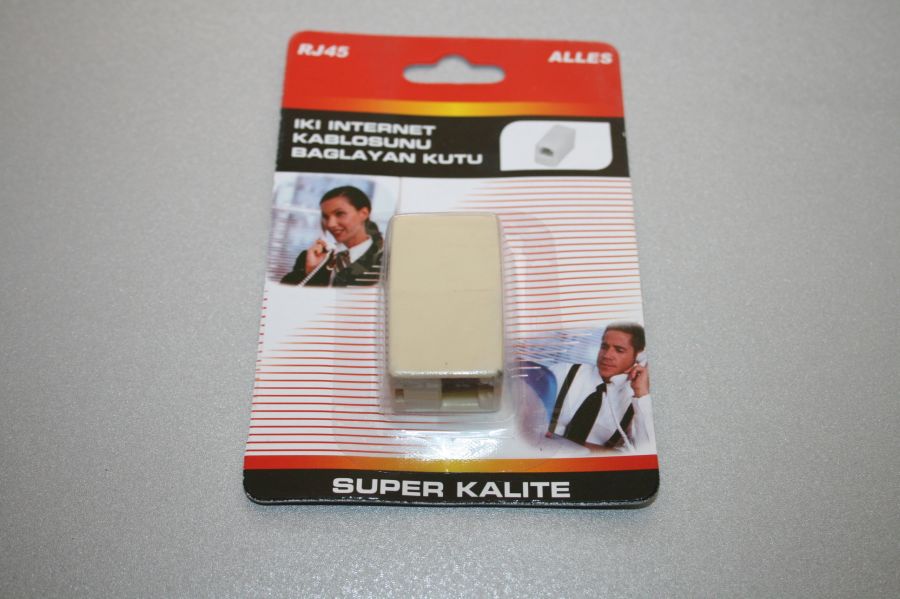 RJ45
ALLES
IKI INTERNET
KABLOSUNU
BAGLAYAN KUTU
SUPER KALITE